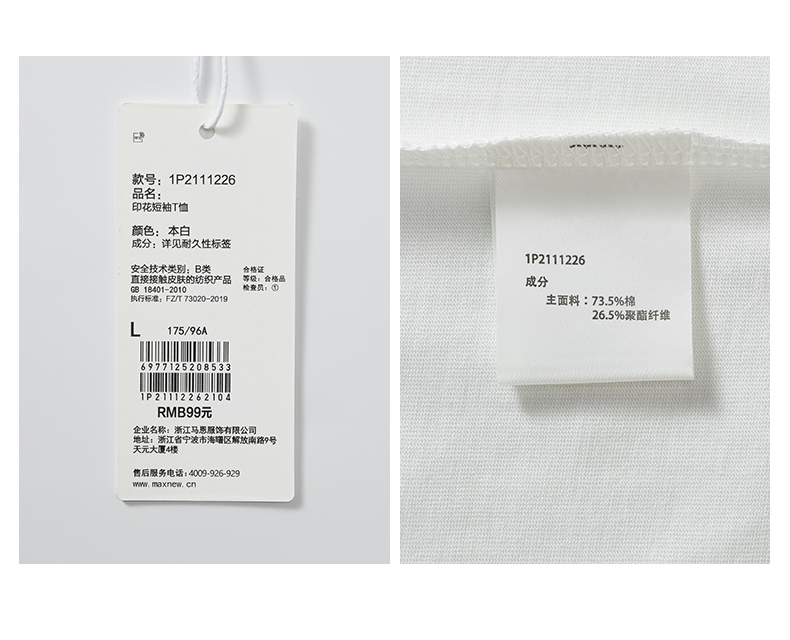 款号：1P2111226
品名：
印花短袖T恤
颜色：本白
成分：详见耐久性标签
安全技术类别：B类
直接接触皮肤的纺织产品
GB 18401-2010
执行标准：FZ/T 73020-2019
合格证
等级：合格品
检查员：①
L 175/96A
6977125208533
1P21112262104
RMB99元
企业名称：浙江马恩服饰有限公司
地址：浙江省宁波市海曙区解放南路9号
天元大厦4楼
售后服务电话：4009-926-929
www.maxnew.cn
1P2111226
成分
主面料：73.5%棉
26.5%聚酯纤维